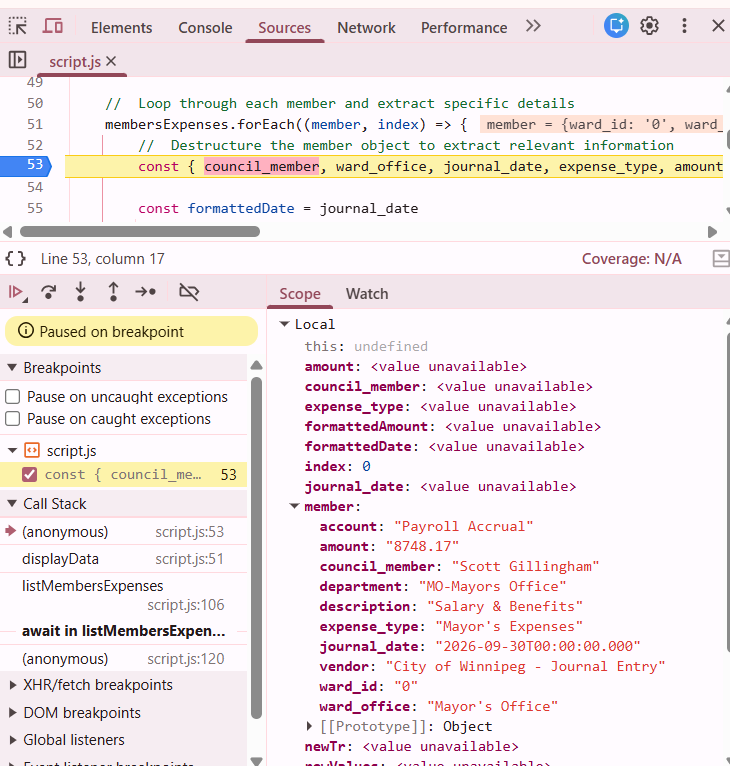 Elements Console Sources Network Performance
script.js
49
50 // Loop through each member and extract specific details
51 membersExpenses.forEach((member, index) => { member = {ward_id: '0', ward_
52 // Destructure the member object to extract relevant information
53 const { council_member, ward_office, journal_date, expense_type, amount
54
55 const formattedDate = journal_date
{} Line 53, column 17 Coverage: N/A
Scope Watch
Paused on breakpoint
Breakpoints
Pause on uncaught exceptions
Pause on caught exceptions
script.js
const { council_me… 53
Call Stack
(anonymous) script.js:53
displayData script.js:51
listMembersExpenses
script.js:106
await in listMembersExpen...
(anonymous) script.js:120
XHR/fetch breakpoints
DOM breakpoints
Global listeners
Event listener breakpoints
Local
this: undefined
amount: <value unavailable>
council_member: <value unavailable>
expense_type: <value unavailable>
formattedAmount: <value unavailable>
formattedDate: <value unavailable>
index: 0
journal_date: <value unavailable>
member:
account: "Payroll Accrual"
amount: "8748.17"
council_member: "Scott Gillingham"
department: "MO-Mayors Office"
description: "Salary & Benefits"
expense_type: "Mayor's Expenses"
journal_date: "2026-09-30T00:00:00.000"
vendor: "City of Winnipeg - Journal Entry"
ward_id: "0"
ward_office: "Mayor's Office"
[[Prototype]]: Object
newTr: <value unavailable>
newValues: <value unavailable>